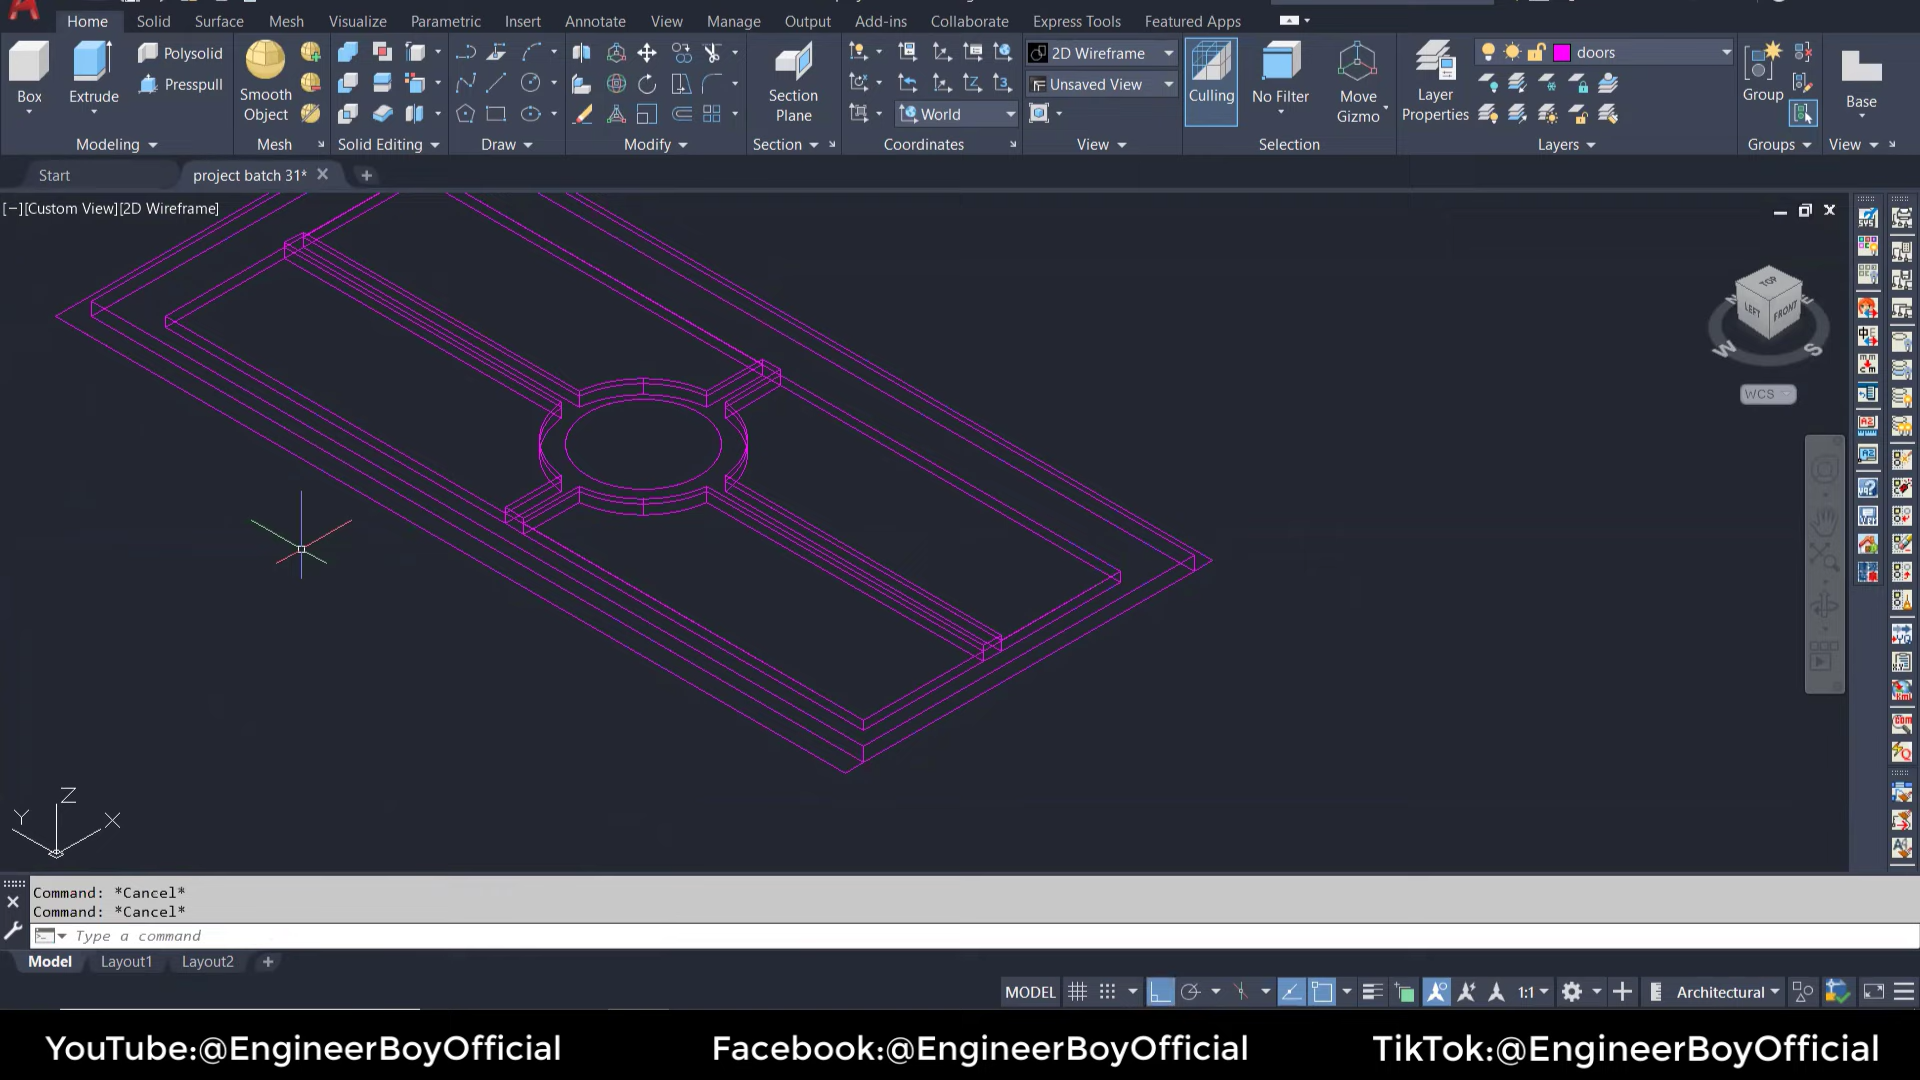 Home Solid Surface Mesh Visualize Parametric Insert Annotate View Manage Output Add-ins Collaborate Express Tools Featured Apps
Box
Extrude
Polysolid
Presspull
Smooth
Object
Section
Plane
2D Wireframe
Unsaved View
World
Culling
No Filter
Move
Gizmo
Layer
Properties
doors
Group
Base
Modeling Mesh Solid Editing Draw Modify Section Coordinates View Selection Layers Groups View
Start project batch 31*
[−][Custom View][2D Wireframe]
TOP
LEFT FRONT
W S
WCS
Z
Y X
Command: *Cancel*
Command: *Cancel*
Type a command
Model Layout1 Layout2
MODEL 1:1 Architectural
YouTube:@EngineerBoyOfficial Facebook:@EngineerBoyOfficial TikTok:@EngineerBoyOfficial